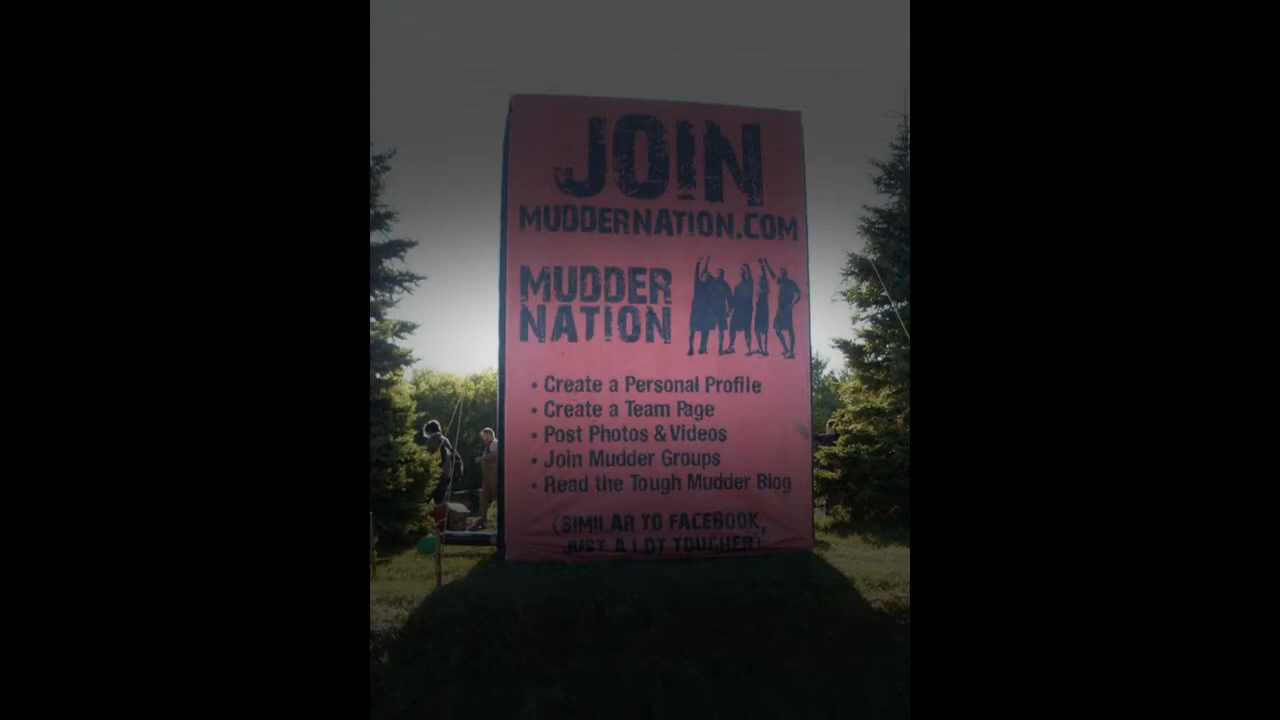 JOIN
MUDDERNATION.COM
MUDDER
NATION
• Create a Personal Profile
• Create a Team Page
• Post Photos & Videos
• Join Mudder Groups
• Read the Tough Mudder Blog
(SIMILAR TO FACEBOOK,
JUST A LOT TOUGHER)